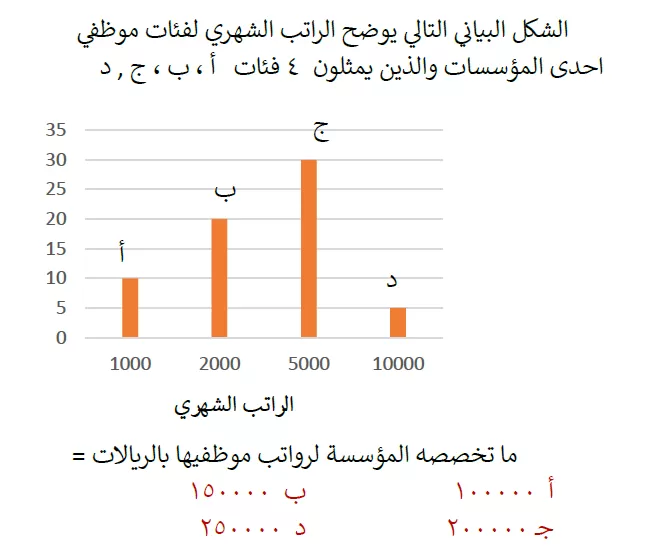 الشكل البياني التالي يوضح الراتب الشهري لفئات موظفي
احدى المؤسسات والذين يمثلون ٤ فئات أ ، ب ، ج , د
35
30
25
20
15
10
5
0
أ
ب
ج
د
1000 2000 5000 10000
الراتب الشهري
ما تخصصه المؤسسة لرواتب موظفيها بالريالات =
أ ١٠٠٠٠٠ ب ١٥٠٠٠٠
جـ ٢٠٠٠٠٠ د ٢٥٠٠٠٠